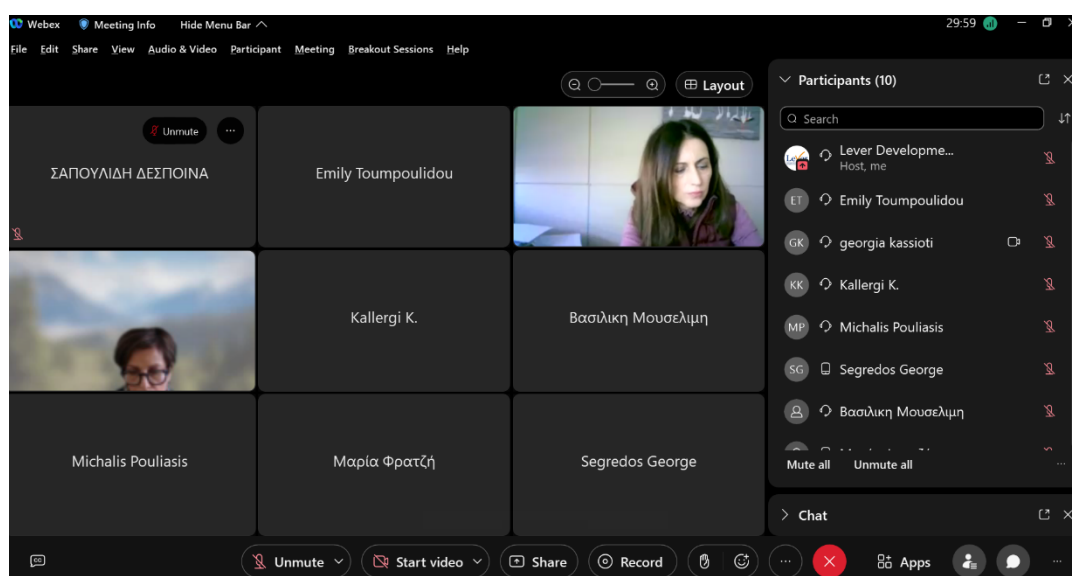 Webex Meeting Info Hide Menu Bar
29:59
File Edit Share View Audio & Video Participant Meeting Breakout Sessions Help
Layout
Unmute
ΣΑΠΟΥΛΙΔΗ ΔΕΣΠΟΙΝΑ
Emily Toumpoulidou
Kallergi K.
Βασιλικη Μουσελιμη
Michalis Pouliasis
Μαρία Φρατζή
Segredos George
Participants (10)
Search
Lever Developme...
Host, me
ET Emily Toumpoulidou
GK georgia kassioti
KK Kallergi K.
MP Michalis Pouliasis
SG Segredos George
Βασιλικη Μουσελιμη
Mute all Unmute all
Chat
CC Unmute Start video Share Record Apps